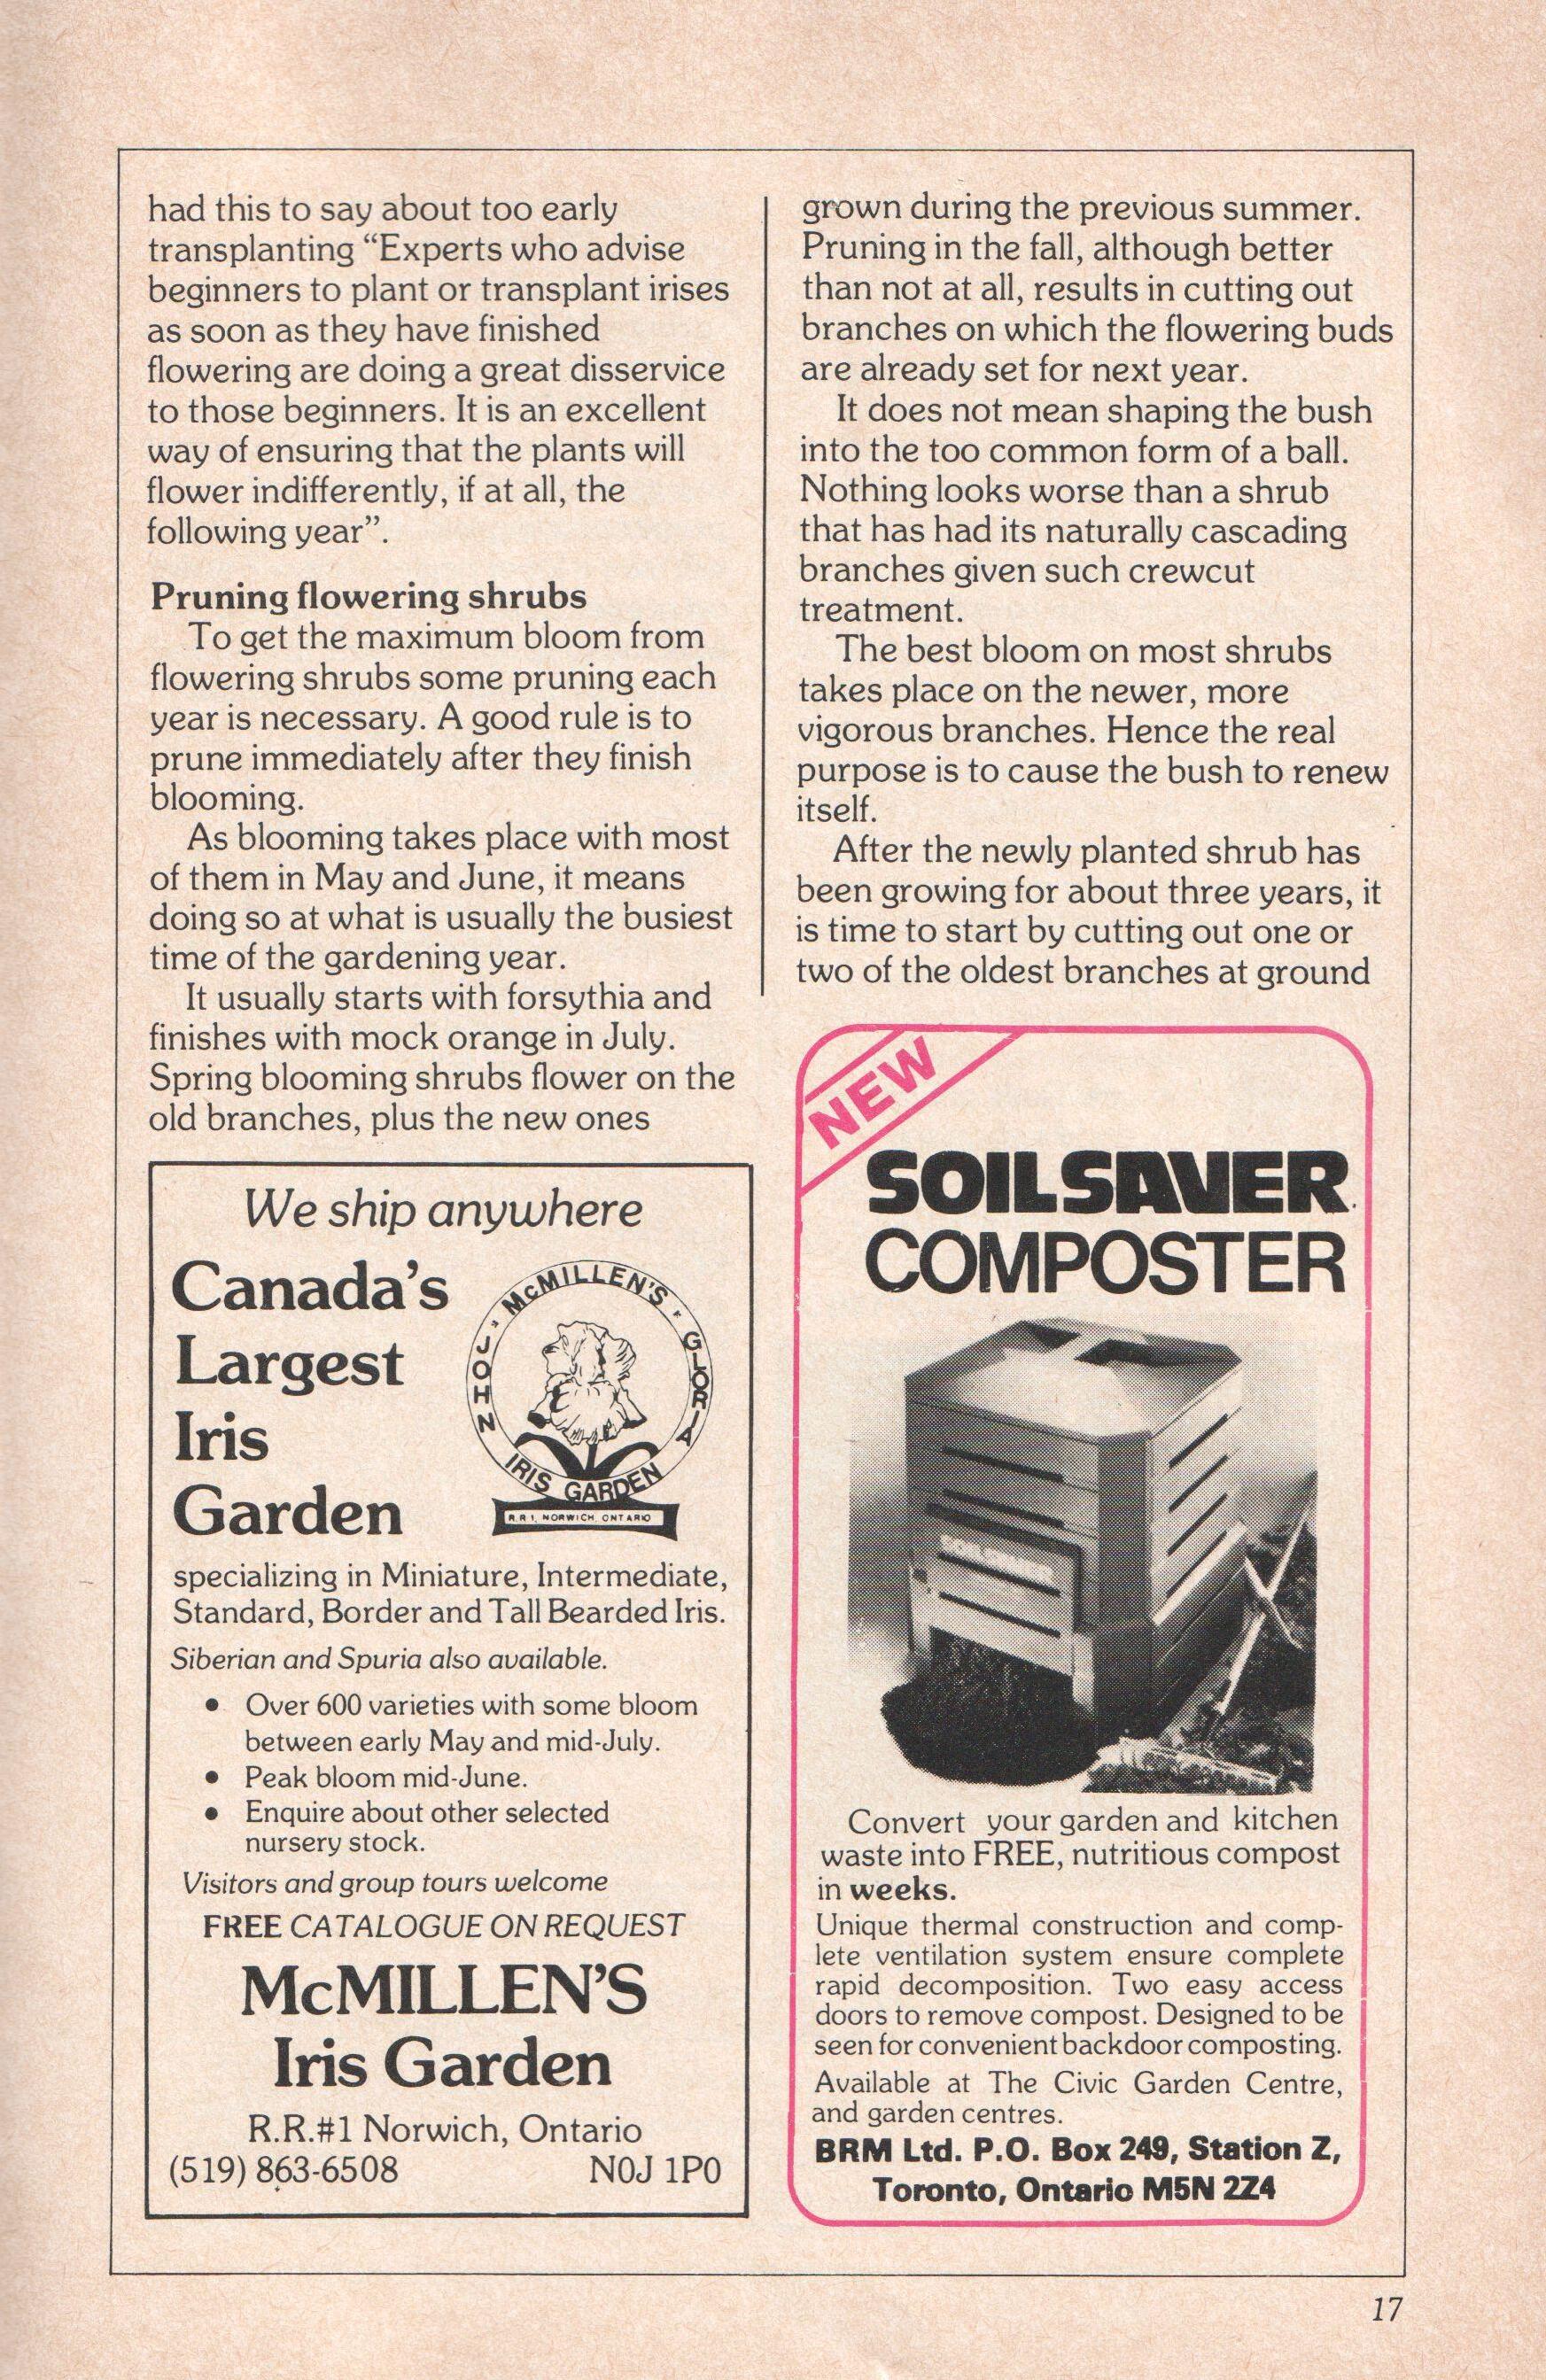 had this to say about too early
transplanting “Experts who advise
beginners to plant or transplant irises
as soon as they have finished
flowering are doing a great disservice
to those beginners. It is an excellent
way of ensuring that the plants will
flower indifferently, if at all, the
following year”.
Pruning flowering shrubs
To get the maximum bloom from
flowering shrubs some pruning each
year is necessary. A good rule is to
prune immediately after they finish
blooming.
As blooming takes place with most
of them in May and June, it means
doing so at what is usually the busiest
time of the gardening year.
It usually starts with forsythia and
finishes with mock orange in July.
Spring blooming shrubs flower on the
old branches, plus the new ones
grown during the previous summer.
Pruning in the fall, although better
than not at all, results in cutting out
branches on which the flowering buds
are already set for next year.
It does not mean shaping the bush
into the too common form of a ball.
Nothing looks worse than a shrub
that has had its naturally cascading
branches given such crewcut
treatment.
The best bloom on most shrubs
takes place on the newer, more
vigorous branches. Hence the real
purpose is to cause the bush to renew
itself.
After the newly planted shrub has
been growing for about three years, it
is time to start by cutting out one or
two of the oldest branches at ground
We ship anywhere
Canada's
Largest
Iris
Garden
JOHN · McMILLEN'S · GLORIA
IRIS GARDEN
R.R 1, NORWICH, ONTARIO
specializing in Miniature, Intermediate,
Standard, Border and Tall Bearded Iris.
Siberian and Spuria also available.
• Over 600 varieties with some bloom
between early May and mid-July.
• Peak bloom mid-June.
• Enquire about other selected
nursery stock.
Visitors and group tours welcome
FREE CATALOGUE ON REQUEST
McMILLEN'S
Iris Garden
R.R.#1 Norwich, Ontario
(519) 863-6508 N0J 1P0
NEW
SOILSAVER
COMPOSTER
Convert your garden and kitchen
waste into FREE, nutritious compost
in weeks.
Unique thermal construction and comp-
lete ventilation system ensure complete
rapid decomposition. Two easy access
doors to remove compost. Designed to be
seen for convenient backdoor composting.
Available at The Civic Garden Centre,
and garden centres.
BRM Ltd. P.O. Box 249, Station Z,
Toronto, Ontario M5N 2Z4
17